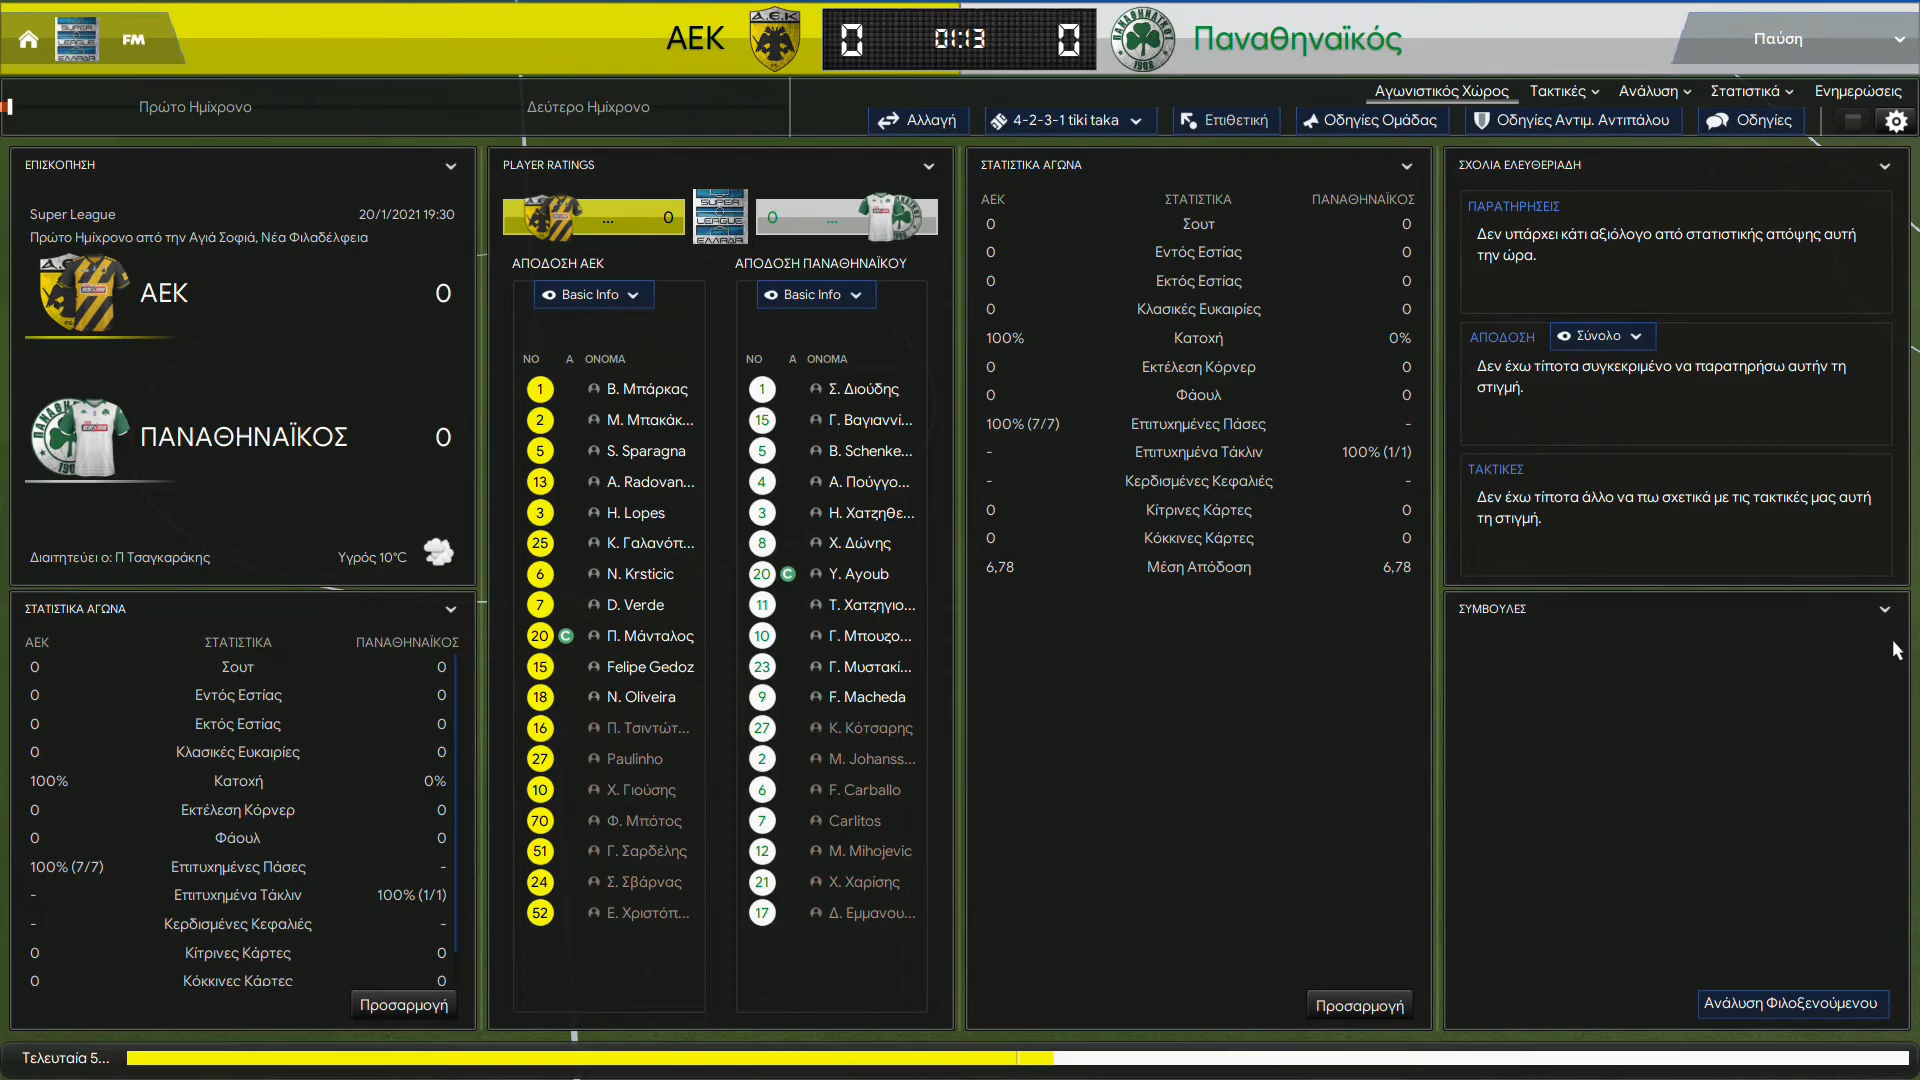 FM
ΑΕΚ
0
01:13
0
Παναθηναϊκός
Παύση
Πρώτο Ημίχρονο
Δεύτερο Ημίχρονο
Αγωνιστικός Χώρος
Τακτικές
Ανάλυση
Στατιστικά
Ενημερώσεις
Αλλαγή
4-2-3-1 tiki taka
Επιθετική
Οδηγίες Ομάδας
Οδηγίες Αντιμ. Αντιπάλου
Οδηγίες
ΕΠΙΣΚΟΠΗΣΗ
Super League
20/1/2021 19:30
Πρώτο Ημίχρονο από την Αγιά Σοφιά, Νέα Φιλαδέλφεια
ΑΕΚ 0
ΠΑΝΑΘΗΝΑΪΚΟΣ 0
Διαιτητεύει ο: Π Τσαγκαράκης
Υγρός 10°C
ΣΤΑΤΙΣΤΙΚΑ ΑΓΩΝΑ
ΑΕΚ ΣΤΑΤΙΣΤΙΚΑ ΠΑΝΑΘΗΝΑΪΚΟΣ
0 Σουτ 0
0 Εντός Εστίας 0
0 Εκτός Εστίας 0
0 Κλασικές Ευκαιρίες 0
100% Κατοχή 0%
0 Εκτέλεση Κόρνερ 0
0 Φάουλ 0
100% (7/7) Επιτυχημένες Πάσες -
- Επιτυχημένα Τάκλιν 100% (1/1)
- Κερδισμένες Κεφαλιές -
0 Κίτρινες Κάρτες 0
0 Κόκκινες Κάρτες 0
Προσαρμογή
PLAYER RATINGS
... 0
SUPER LEAGUE ΕΛΛΑΔΑ
0 ...
ΑΠΟΔΟΣΗ ΑΕΚ
Basic Info
NO A ΟΝΟΜΑ
1 Β. Μπάρκας
2 Μ. Μπακάκ...
5 S. Sparagna
13 A. Radovan...
3 H. Lopes
25 Κ. Γαλανόπ...
6 N. Krsticic
7 D. Verde
20 C Π. Μάνταλος
15 Felipe Gedoz
18 N. Oliveira
16 Π. Τσιντώτ...
27 Paulinho
10 Χ. Γιούσης
70 Φ. Μπότος
51 Γ. Σαρδέλης
24 Σ. Σβάρνας
52 Ε. Χριστόπ...
ΑΠΟΔΟΣΗ ΠΑΝΑΘΗΝΑΪΚΟΥ
Basic Info
NO A ΟΝΟΜΑ
1 Σ. Διούδης
15 Γ. Βαγιαννί...
5 B. Schenke...
4 Α. Πούγγο...
3 Η. Χατζηθε...
8 Χ. Δώνης
20 C Y. Ayoub
11 Τ. Χατζηγιο...
10 Γ. Μπουζο...
23 Γ. Μυστακί...
9 F. Macheda
27 Κ. Κότσαρης
2 M. Johanss...
6 F. Carballo
7 Carlitos
12 M. Mihojevic
21 Χ. Χαρίσης
17 Δ. Εμμανου...
ΣΤΑΤΙΣΤΙΚΑ ΑΓΩΝΑ
ΑΕΚ ΣΤΑΤΙΣΤΙΚΑ ΠΑΝΑΘΗΝΑΪΚΟΣ
0 Σουτ 0
0 Εντός Εστίας 0
0 Εκτός Εστίας 0
0 Κλασικές Ευκαιρίες 0
100% Κατοχή 0%
0 Εκτέλεση Κόρνερ 0
0 Φάουλ 0
100% (7/7) Επιτυχημένες Πάσες -
- Επιτυχημένα Τάκλιν 100% (1/1)
- Κερδισμένες Κεφαλιές -
0 Κίτρινες Κάρτες 0
0 Κόκκινες Κάρτες 0
6,78 Μέση Απόδοση 6,78
Προσαρμογή
ΣΧΟΛΙΑ ΕΛΕΥΘΕΡΙΑΔΗ
ΠΑΡΑΤΗΡΗΣΕΙΣ
Δεν υπάρχει κάτι αξιόλογο από στατιστικής απόψης αυτή
την ώρα.
ΑΠΟΔΟΣΗ
Σύνολο
Δεν έχω τίποτα συγκεκριμένο να παρατηρήσω αυτήν τη
στιγμή.
ΤΑΚΤΙΚΕΣ
Δεν έχω τίποτα άλλο να πω σχετικά με τις τακτικές μας αυτή
τη στιγμή.
ΣΥΜΒΟΥΛΕΣ
Ανάλυση Φιλοξενούμενου
Τελευταία 5...